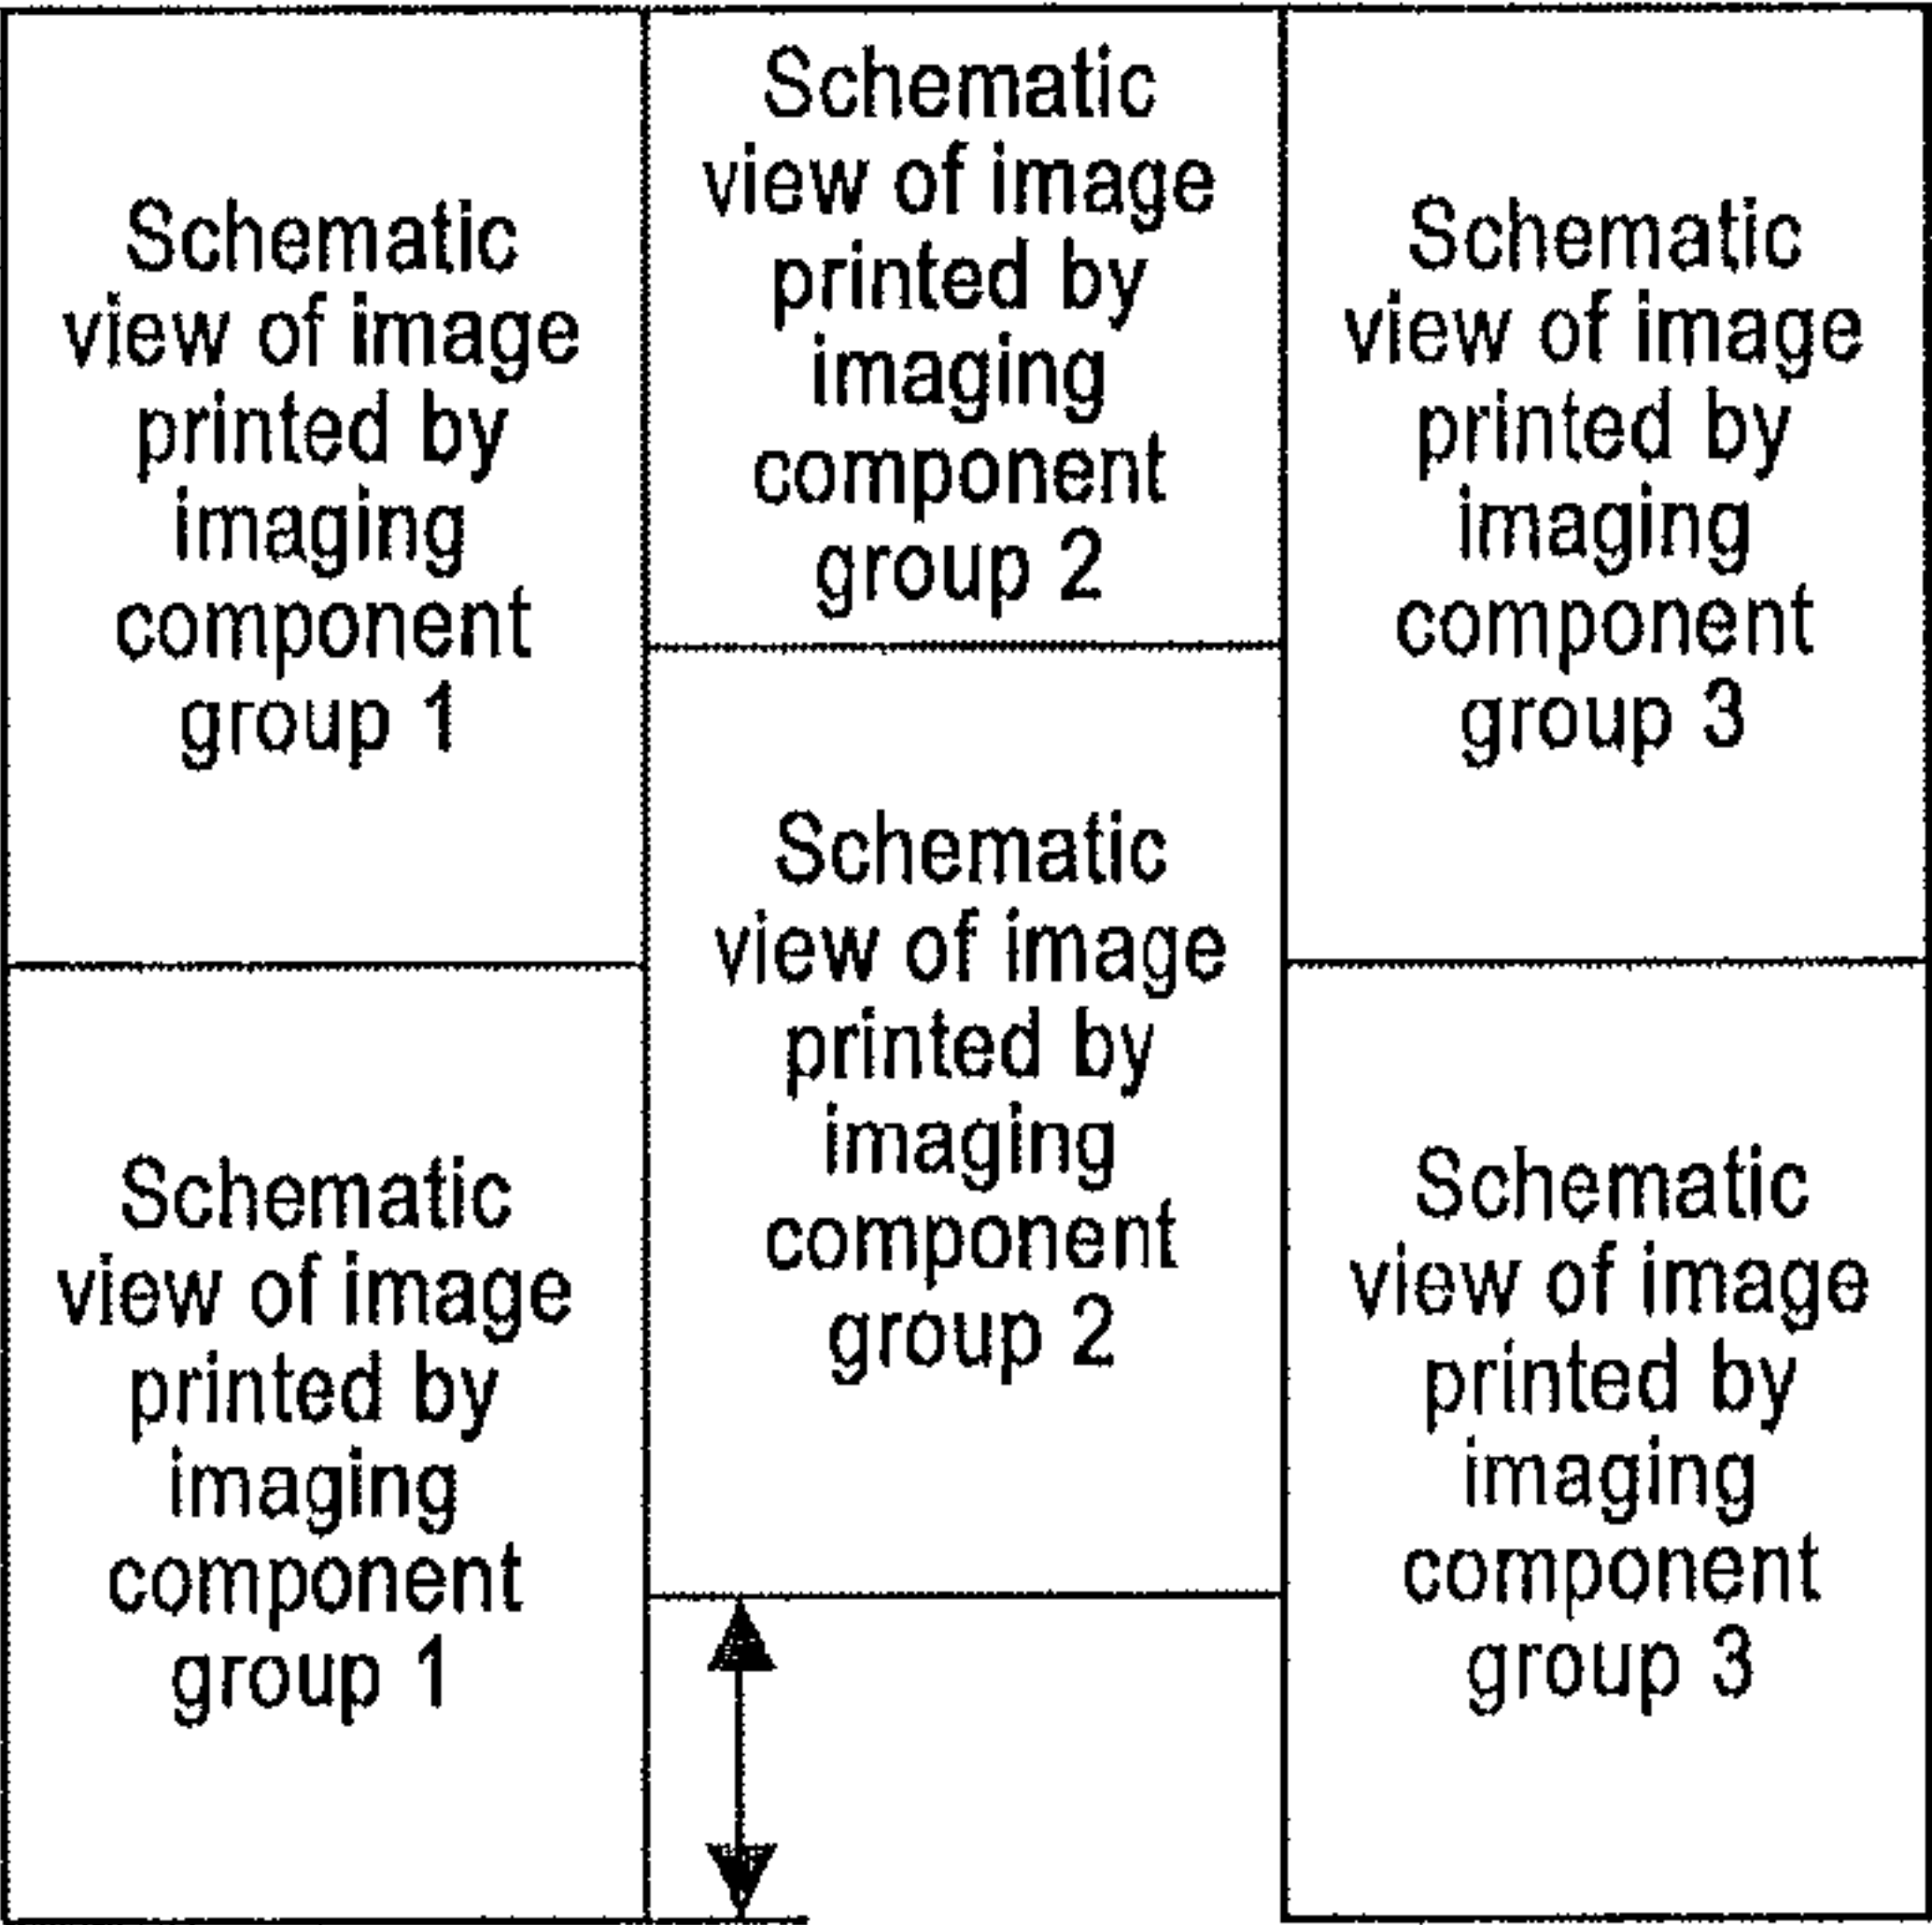 Schematic
view of image
printed by
imaging
component
group 1
Schematic
view of image
printed by
imaging
component
group 2
Schematic
view of image
printed by
imaging
component
group 3
Schematic
view of image
printed by
imaging
component
group 1
Schematic
view of image
printed by
imaging
component
group 2
Schematic
view of image
printed by
imaging
component
group 3